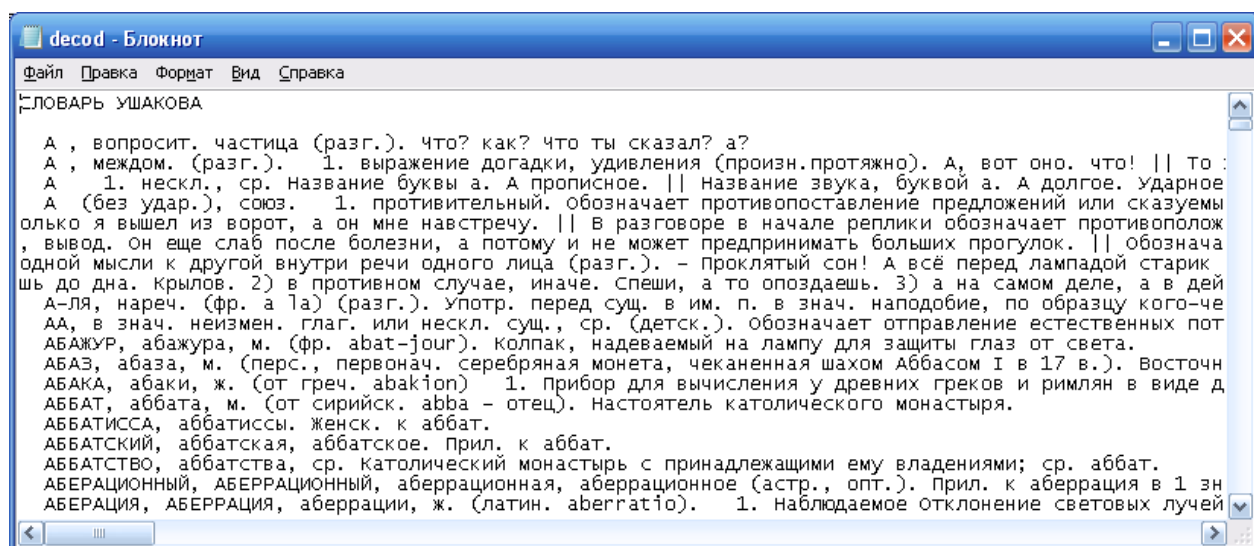 decod - Блокнот
Файл Правка Формат Вид Справка
СЛОВАРЬ УШАКОВА
А , вопросит. частица (разг.). Что? как? Что ты сказал? а?
А , междом. (разг.). 1. выражение догадки, удивления (произн.протяжно). А, вот оно. что! || То
А 1. нескл., ср. Название буквы а. А прописное. || Название звука, буквой а. А долгое. Ударное
А (без удар.), союз. 1. противительный. Обозначает противопоставление предложений или сказуемы
олько я вышел из ворот, а он мне навстречу. || В разговоре в начале реплики обозначает противополож
, вывод. Он еще слаб после болезни, а потому и не может предпринимать больших прогулок. || Обознача
одной мысли к другой внутри речи одного лица (разг.). – Проклятый сон! А всё перед лампадой старик
шь до дна. Крылов. 2) в противном случае, иначе. Спеши, а то опоздаешь. 3) а на самом деле, а в дей
А-ЛЯ, нареч. (фр. a la) (разг.). Употр. перед сущ. в им. п. в знач. наподобие, по образцу кого-че
АА, в знач. неизмен. глаг. или нескл. сущ., ср. (детск.). Обозначает отправление естественных пот
АБАЖУР, абажура, м. (фр. abat-jour). Колпак, надеваемый на лампу для защиты глаз от света.
АБАЗ, абаза, м. (перс., первонач. серебряная монета, чеканенная шахом Аббасом I в 17 в.). Восточн
АБАКА, абаки, ж. (от греч. abakion) 1. Прибор для вычисления у древних греков и римлян в виде д
АББАТ, аббата, м. (от сирийск. abba – отец). Настоятель католического монастыря.
АББАТИССА, аббатиссы. Женск. к аббат.
АББАТСКИЙ, аббатская, аббатское. Прил. к аббат.
АББАТСТВО, аббатства, ср. Католический монастырь с принадлежащими ему владениями; ср. аббат.
АБЕРАЦИОННЫЙ, АБЕРРАЦИОННЫЙ, аберрационная, аберрационное (астр., опт.). Прил. к аберрация в 1 зн
АБЕРАЦИЯ, АБЕРРАЦИЯ, аберрации, ж. (латин. aberratio). 1. Наблюдаемое Отклонение световых лучей